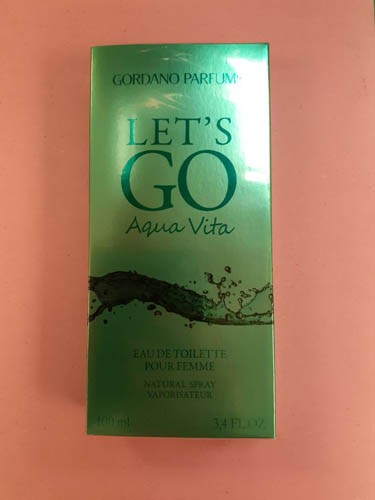 GORDANO PARFUMS
LET'S
GO
Aqua Vita
EAU DE TOILETTE
POUR FEMME
NATURAL SPRAY
VAPORISATEUR
100 ml 3,4 FL.OZ